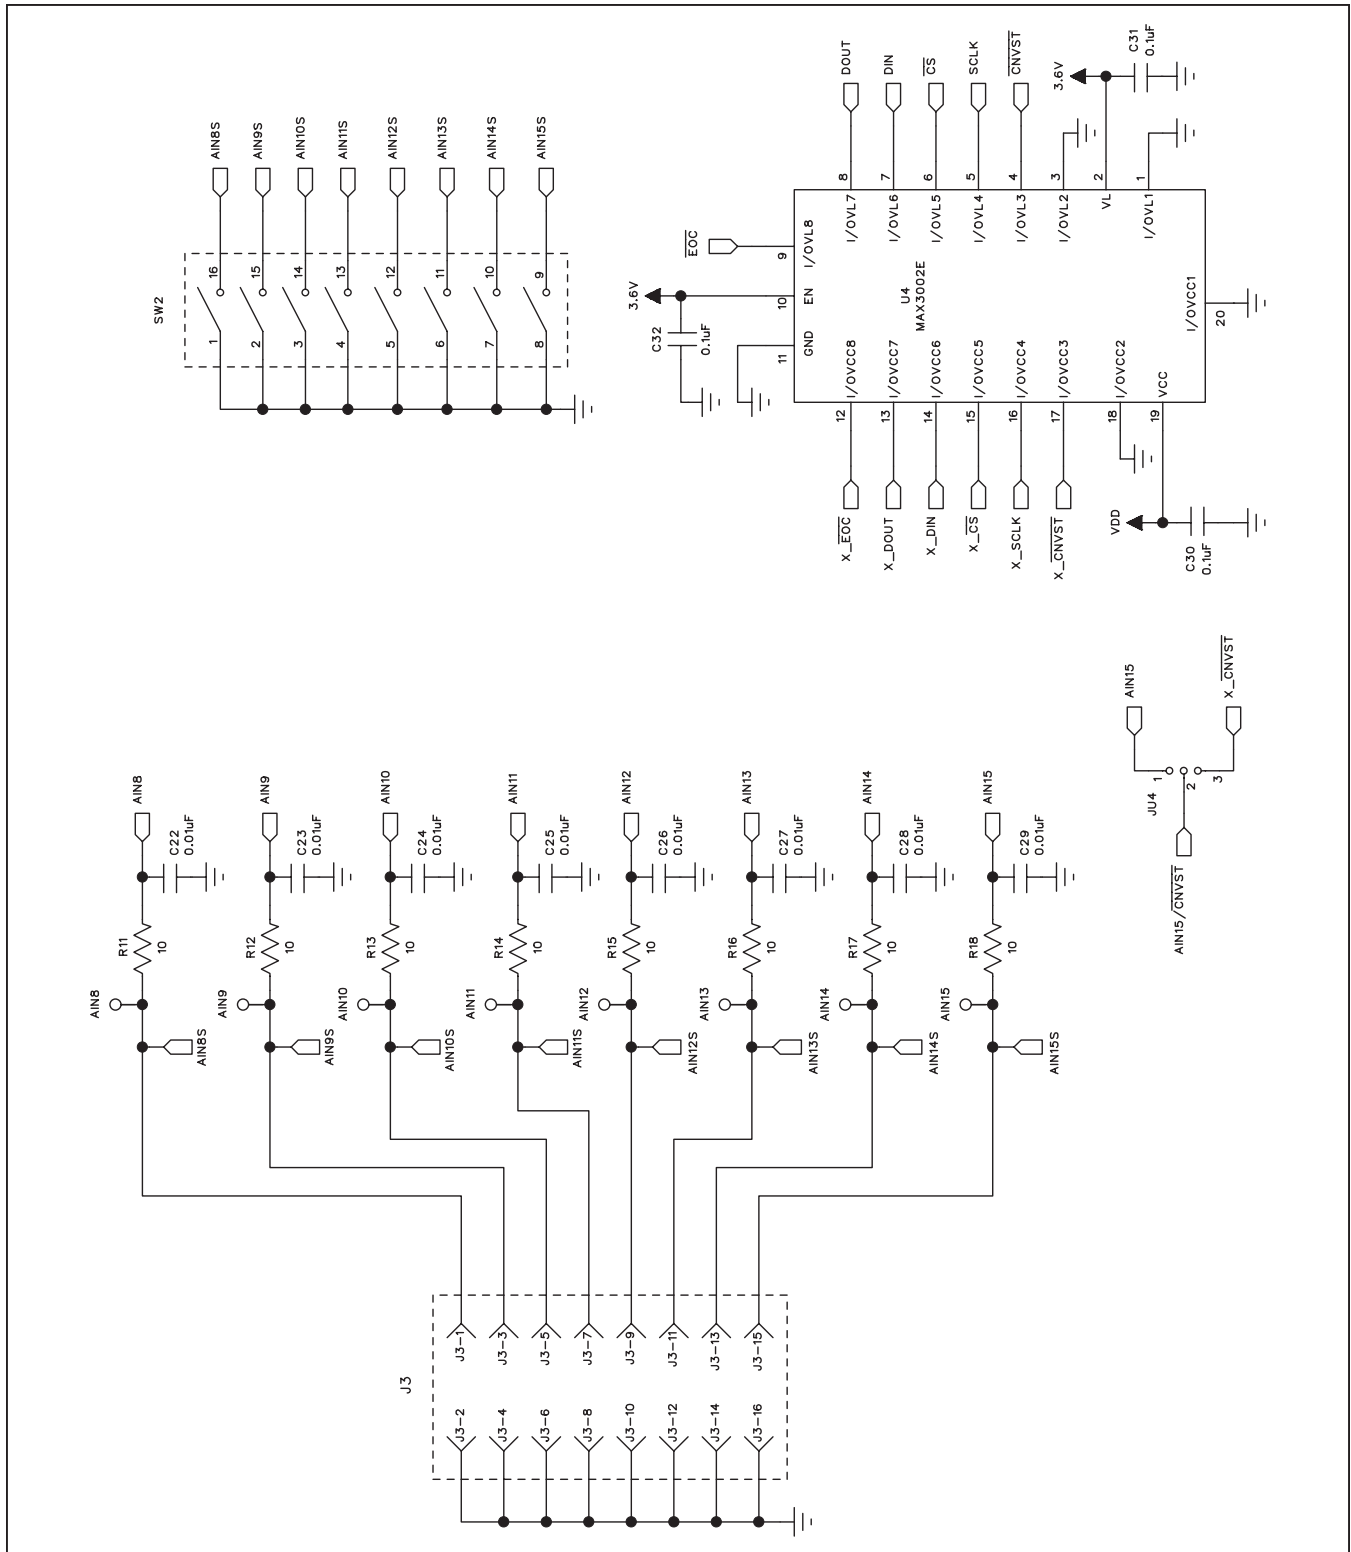 SW2
1
16
AIN8S
2
15
AIN9S
3
14
AIN10S
4
13
AIN11S
5
12
AIN12S
6
11
AIN13S
7
10
AIN14S
8
9
AIN15S
U4
MAX3002E
DOUT
8
I/OVL7
DIN
7
I/OVL6
CS
6
I/OVL5
SCLK
5
I/OVL4
CNVST
4
I/OVL3
3
I/OVL2
3.6V
C31
0.1uF
2
VL
1
I/OVL1
EOC
9
I/OVL8
3.6V
C32
0.1uF
10
EN
11
GND
X_EOC
12
I/OVCC8
X_DOUT
13
I/OVCC7
X_DIN
14
I/OVCC6
X_CS
15
I/OVCC5
X_SCLK
16
I/OVCC4
X_CNVST
17
I/OVCC3
18
I/OVCC2
VDD
C30
0.1uF
19
VCC
20
I/OVCC1
J3
J3-1
J3-2
J3-3
J3-4
J3-5
J3-6
J3-7
J3-8
J3-9
J3-10
J3-11
J3-12
J3-13
J3-14
J3-15
J3-16
AIN8S
AIN8
R11
10
C22
0.01uF
AIN8
AIN9S
AIN9
R12
10
C23
0.01uF
AIN9
AIN10S
AIN10
R13
10
C24
0.01uF
AIN10
AIN11S
AIN11
R14
10
C25
0.01uF
AIN11
AIN12S
AIN12
R15
10
C26
0.01uF
AIN12
AIN13S
AIN13
R16
10
C27
0.01uF
AIN13
AIN14S
AIN14
R17
10
C28
0.01uF
AIN14
AIN15S
AIN15
R18
10
C29
0.01uF
AIN15
JU4
AIN15
1
2
3
AIN15/CNVST
X_CNVST